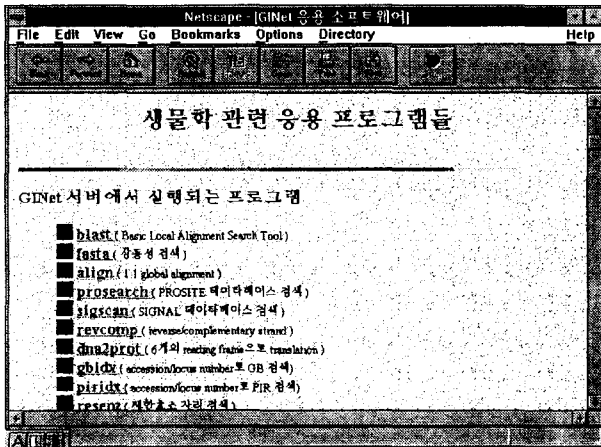 Netscape - [GINet 응용 소프트웨어]
File Edit View Go Bookmarks Options Directory Help
생물학 관련 응용 프로그램들
GINet 서버에서 실행되는 프로그램
blast ( Basic Local Alignment Search Tool )
fasta ( 상동성 검색 )
align ( 1:1 global alignment )
prosearch ( PROSITE 데이타베이스 검색 )
sigscan ( SIGNAL 데이타베이스 검색 )
revcomp ( reverse/complementary strand )
dna2prot ( 6개의 reading frame으로 translation )
gbidx ( accession/locus number로 GB 검색 )
piridx ( accession/locus number로 PIR 검색 )
resenz ( 제한효소 자리 검색 )